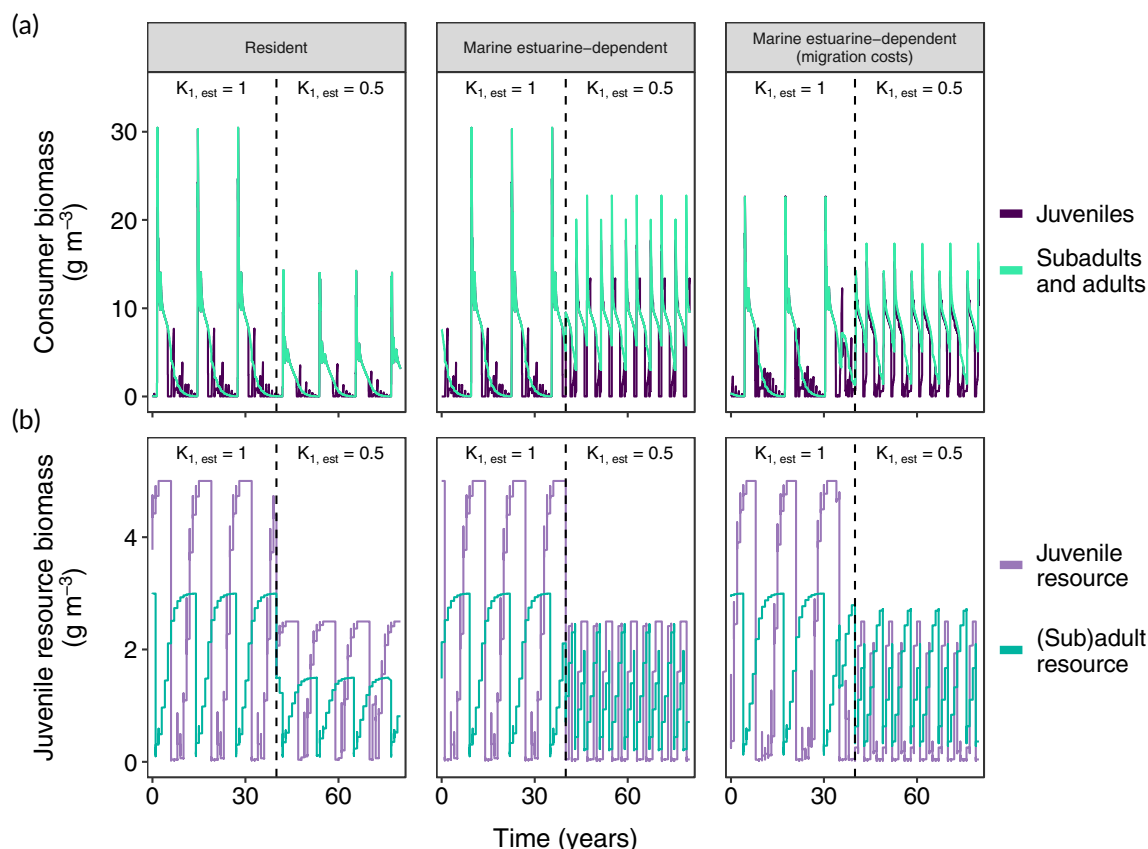 (a)
Resident
Marine estuarine−dependent
Marine estuarine−dependent
(migration costs)
K1, est = 1
K1, est = 0.5
K1, est = 1
K1, est = 0.5
K1, est = 1
K1, est = 0.5
Consumer biomass
(g m−3)
30
20
10
0
Juveniles
Subadults
and adults
(b)
K1, est = 1
K1, est = 0.5
K1, est = 1
K1, est = 0.5
K1, est = 1
K1, est = 0.5
Juvenile resource biomass
(g m−3)
4
2
0
Juvenile
resource
(Sub)adult
resource
0
30
60
0
30
60
0
30
60
Time (years)